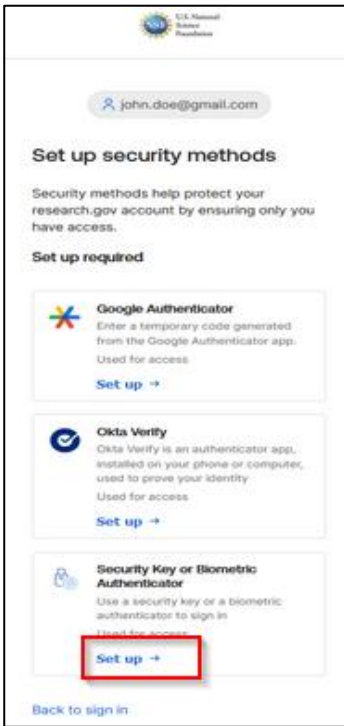 NSF
U.S. National
Science
Foundation
john.doe@gmail.com
Set up security methods
Security methods help protect your
research.gov account by ensuring only you
have access.
Set up required
Google Authenticator
Enter a temporary code generated
from the Google Authenticator app.
Used for access
Set up →
Okta Verify
Okta Verify is an authenticator app,
installed on your phone or computer,
used to prove your identity
Used for access
Set up →
Security Key or Biometric
Authenticator
Use a security key or a biometric
authenticator to sign in
Used for access
Set up →
Back to sign in